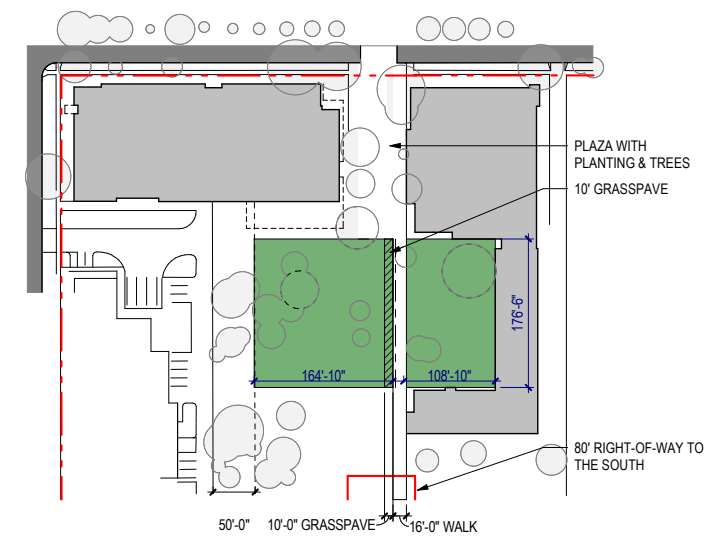 PLAZA WITH
PLANTING & TREES
10' GRASSPAVE
176'-6"
164'-10"
108'-10"
80' RIGHT-OF-WAY TO
THE SOUTH
50'-0"
10'-0" GRASSPAVE
16'-0" WALK